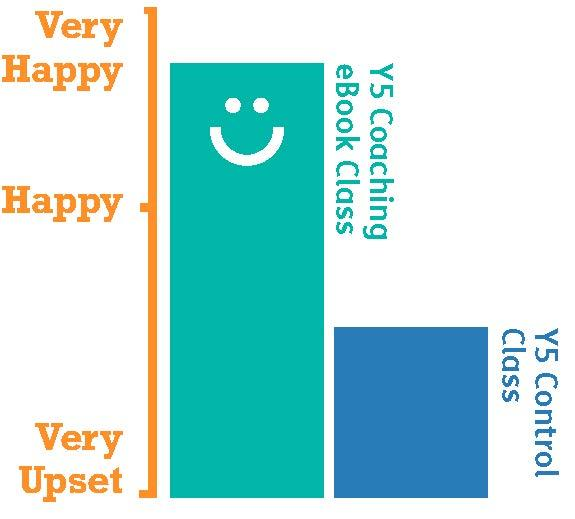 Very
Happy
Happy
Very
Upset
Y5 Coaching
eBook Class
Y5 Control
Class